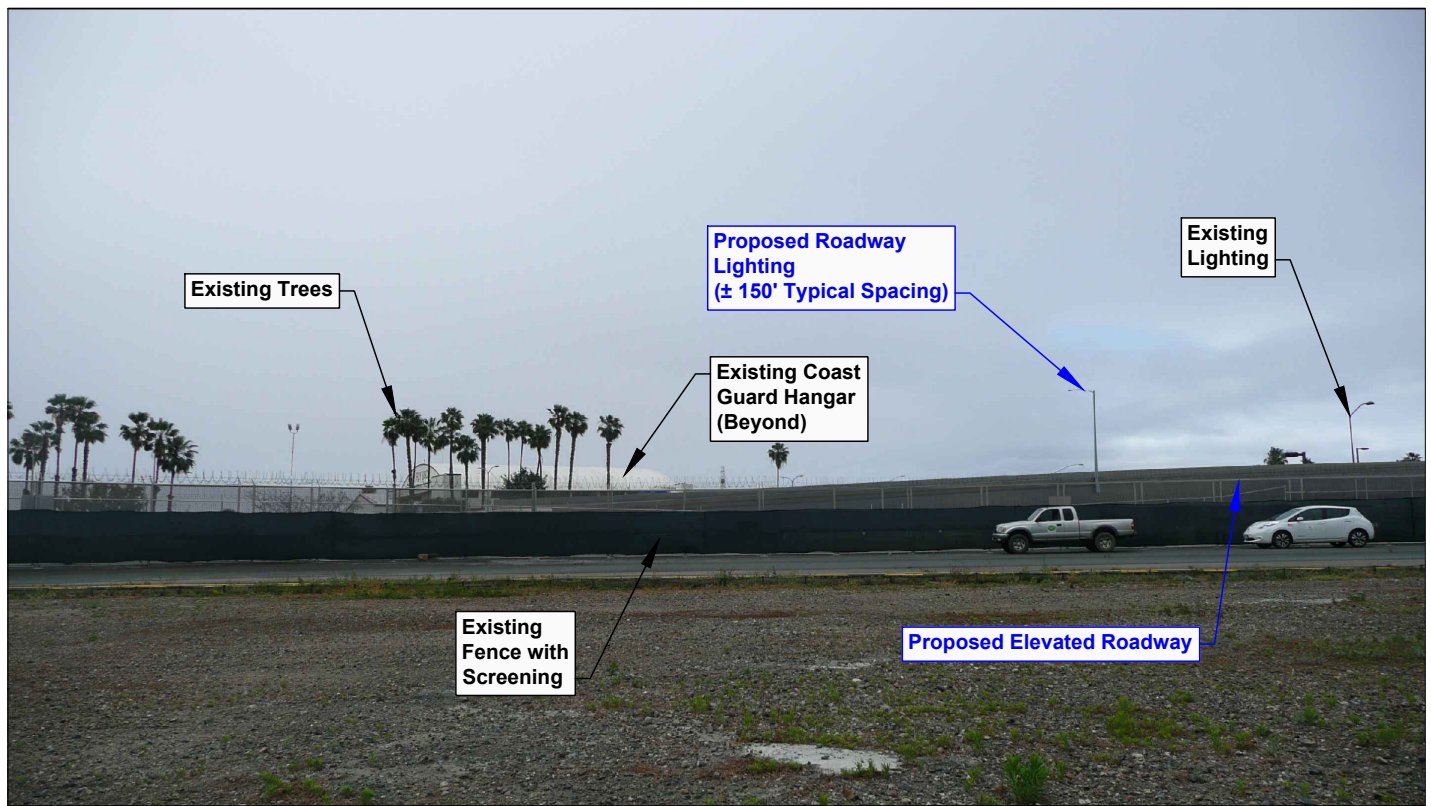 Proposed Roadway
Lighting
(± 150' Typical Spacing)
Existing
Lighting
Existing Trees
Existing Coast
Guard Hangar
(Beyond)
Existing
Fence with
Screening
Proposed Elevated Roadway